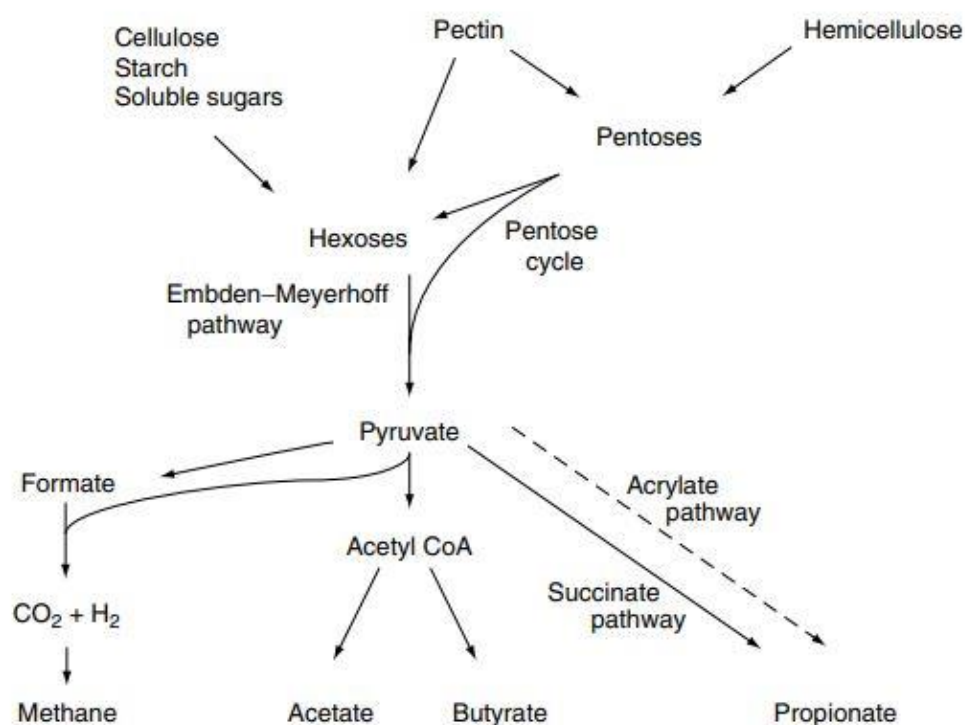 Cellulose
Starch
Soluble sugars
Pectin
Hemicellulose
Pentoses
Hexoses
Pentose
cycle
Embden–Meyerhoff
pathway
Pyruvate
Formate
Acrylate
pathway
Acetyl CoA
Succinate
pathway
CO₂ + H₂
Methane
Acetate
Butyrate
Propionate